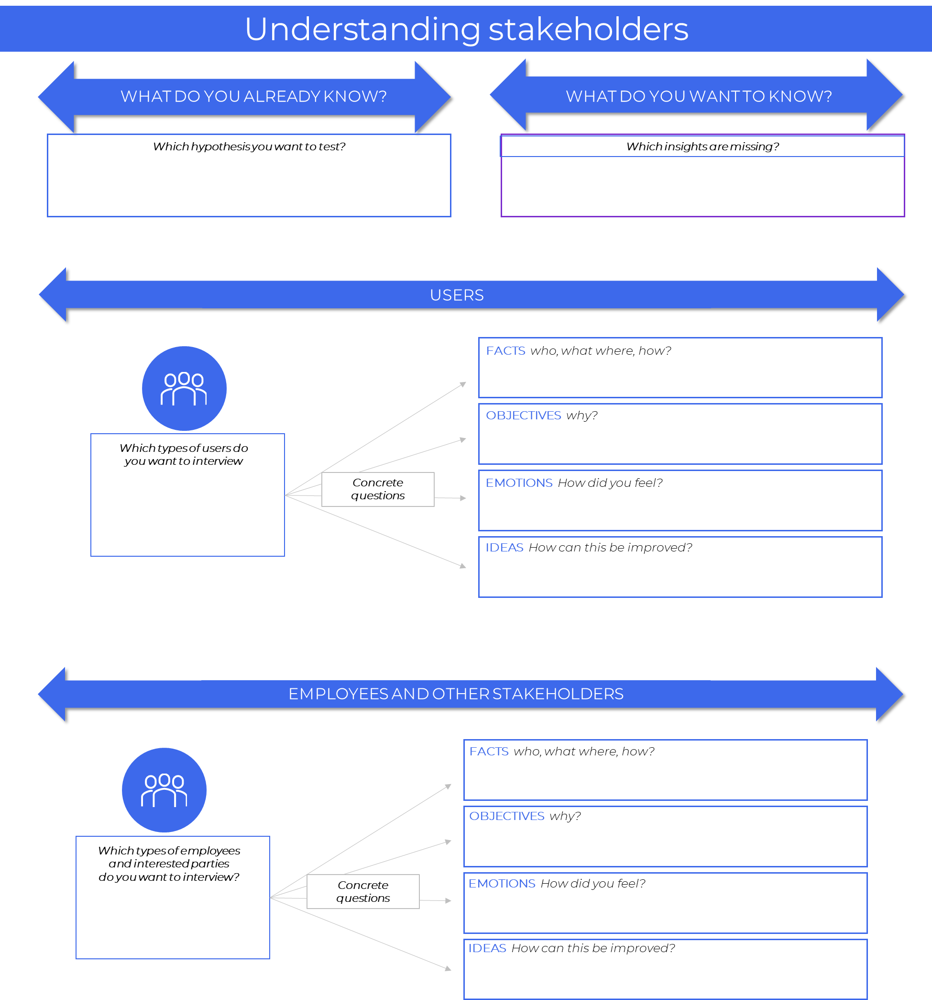 Understanding stakeholders
WHAT DO YOU ALREADY KNOW?
WHAT DO YOU WANT TO KNOW?
Which hypothesis you want to test?
Which insights are missing?
USERS
Which types of users do
you want to interview
Concrete
questions
FACTS who, what where, how?
OBJECTIVES why?
EMOTIONS How did you feel?
IDEAS How can this be improved?
EMPLOYEES AND OTHER STAKEHOLDERS
Which types of employees
and interested parties
do you want to interview?
Concrete
questions
FACTS who, what where, how?
OBJECTIVES why?
EMOTIONS How did you feel?
IDEAS How can this be improved?